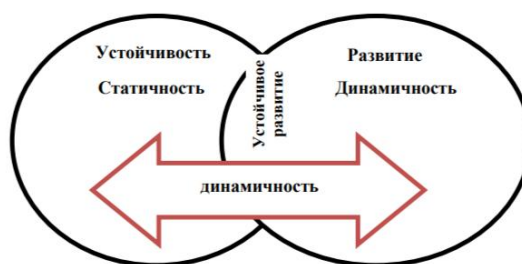 Устойчивость
Статичность
Устойчивое
развитие
Развитие
Динамичность
динамичность